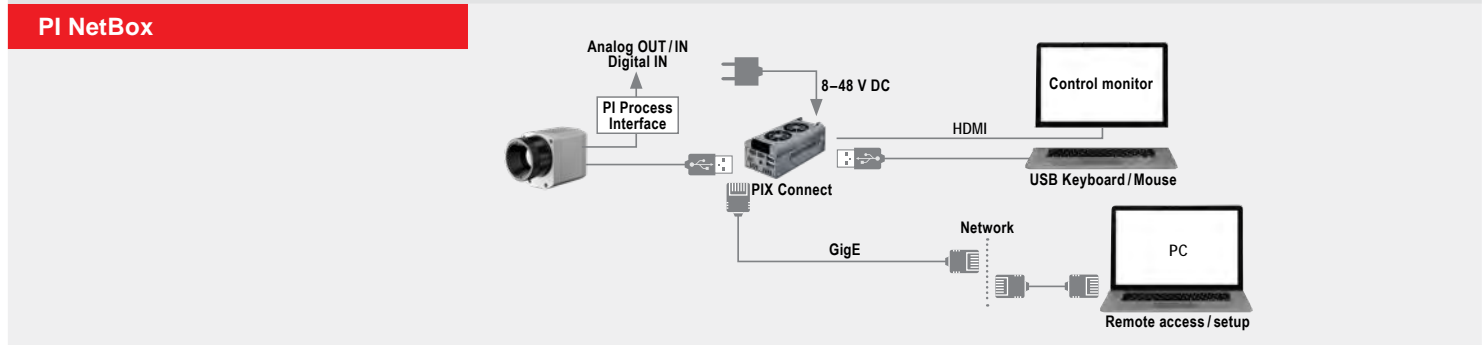 PI NetBox
Analog OUT / IN
Digital IN
PI Process
Interface
8–48 V DC
Control monitor
HDMI
USB Keyboard / Mouse
PIX Connect
Network
GigE
PC
Remote access / setup